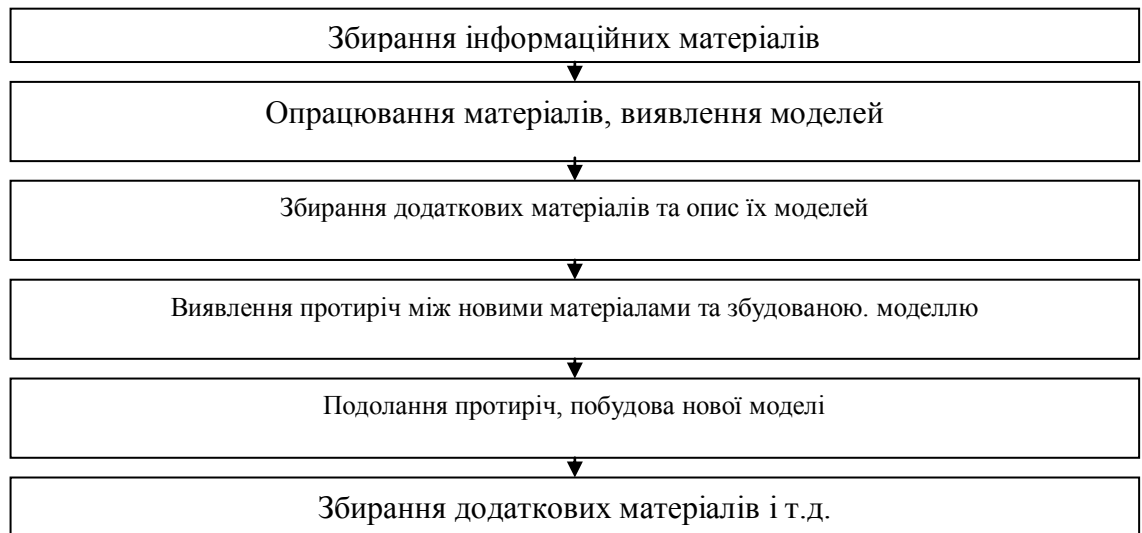 Збирання інформаційних матеріалів
Опрацювання матеріалів, виявлення моделей
Збирання додаткових матеріалів та опис їх моделей
Виявлення протиріч між новими матеріалами та збудованою. моделлю
Подолання протиріч, побудова нової моделі
Збирання додаткових матеріалів і т.д.